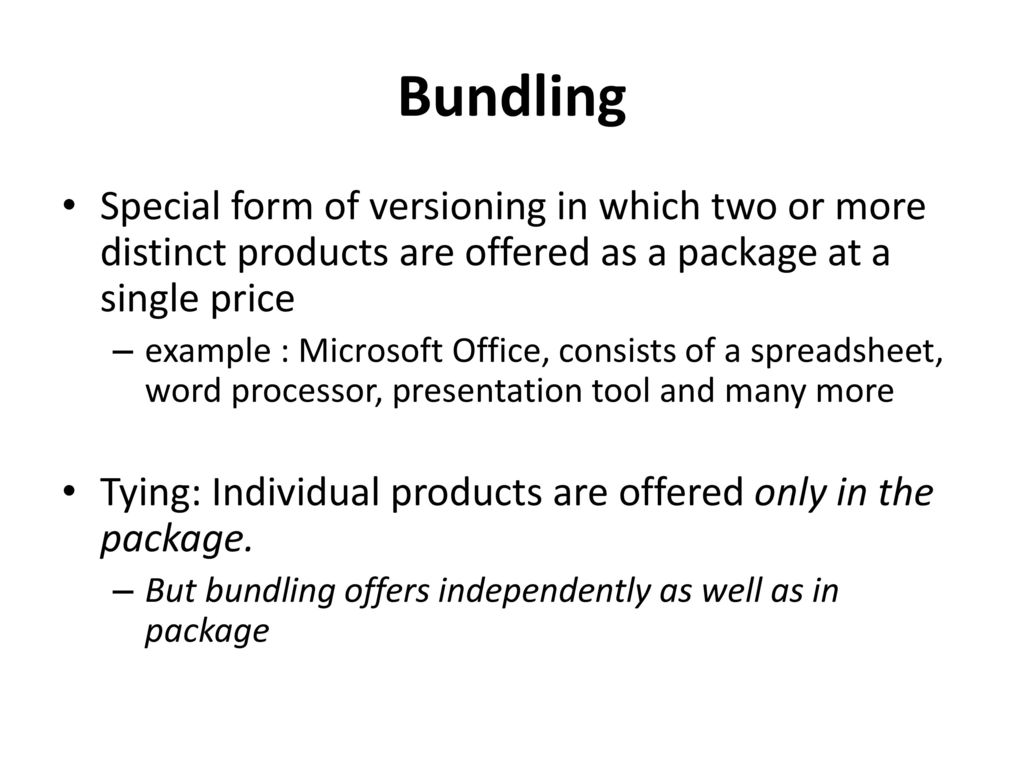 Bundling
• Special form of versioning in which two or more
distinct products are offered as a package at a
single price
– example : Microsoft Office, consists of a spreadsheet,
word processor, presentation tool and many more
• Tying: Individual products are offered only in the
package.
– But bundling offers independently as well as in
package